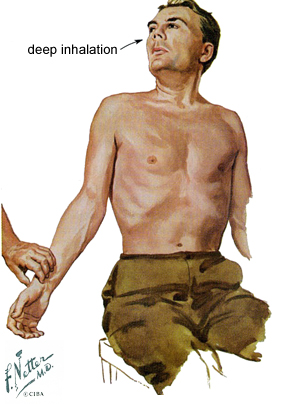 deep inhalation
F. Netter
M.D.
© CIBA